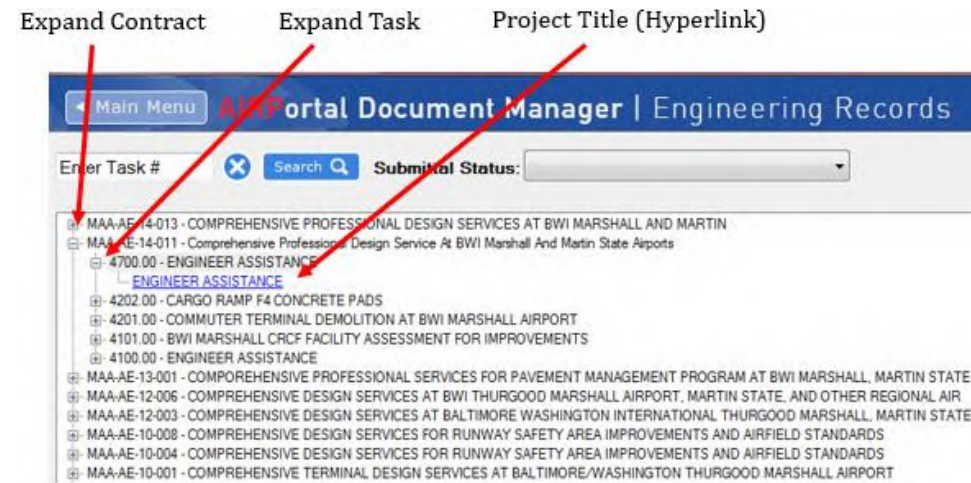 Expand Contract Expand Task Project Title (Hyperlink)
Main Menu AIRPortal Document Manager | Engineering Records
Enter Task # Search Submittal Status:
MAA-AE-14-013 - COMPREHENSIVE PROFESSIONAL DESIGN SERVICES AT BWI MARSHALL AND MARTIN
MAA-AE-14-011 - Comprehensive Professional Design Service At BWI Marshall And Martin State Airports
4700.00 - ENGINEER ASSISTANCE
ENGINEER ASSISTANCE
4202.00 - CARGO RAMP F4 CONCRETE PADS
4201.00 - COMMUTER TERMINAL DEMOLITION AT BWI MARSHALL AIRPORT
4101.00 - BWI MARSHALL CRCF FACILITY ASSESSMENT FOR IMPROVEMENTS
4100.00 - ENGINEER ASSISTANCE
MAA-AE-13-001 - COMPOREHENSIVE PROFESSIONAL SERVICES FOR PAVEMENT MANAGEMENT PROGRAM AT BWI MARSHALL, MARTIN STATE
MAA-AE-12-006 - COMPREHENSIVE DESIGN SERVICES AT BWI THURGOOD MARSHALL AIRPORT, MARTIN STATE, AND OTHER REGIONAL AIR
MAA-AE-12-003 - COMPREHENSIVE DESIGN SERVICES AT BALTIMORE WASHINGTON INTERNATIONAL THURGOOD MARSHALL, MARTIN STATE
MAA-AE-10-008 - COMPREHENSIVE DESIGN SERVICES FOR RUNWAY SAFETY AREA IMPROVEMENTS AND AIRFIELD STANDARDS
MAA-AE-10-004 - COMPREHENSIVE DESIGN SERVICES FOR RUNWAY SAFETY AREA IMPROVEMENTS AND AIRFIELD STANDARDS
MAA-AE-10-001 - COMPREHENSIVE TERMINAL DESIGN SERVICES AT BALTIMORE/WASHINGTON THURGOOD MARSHALL AIRPORT